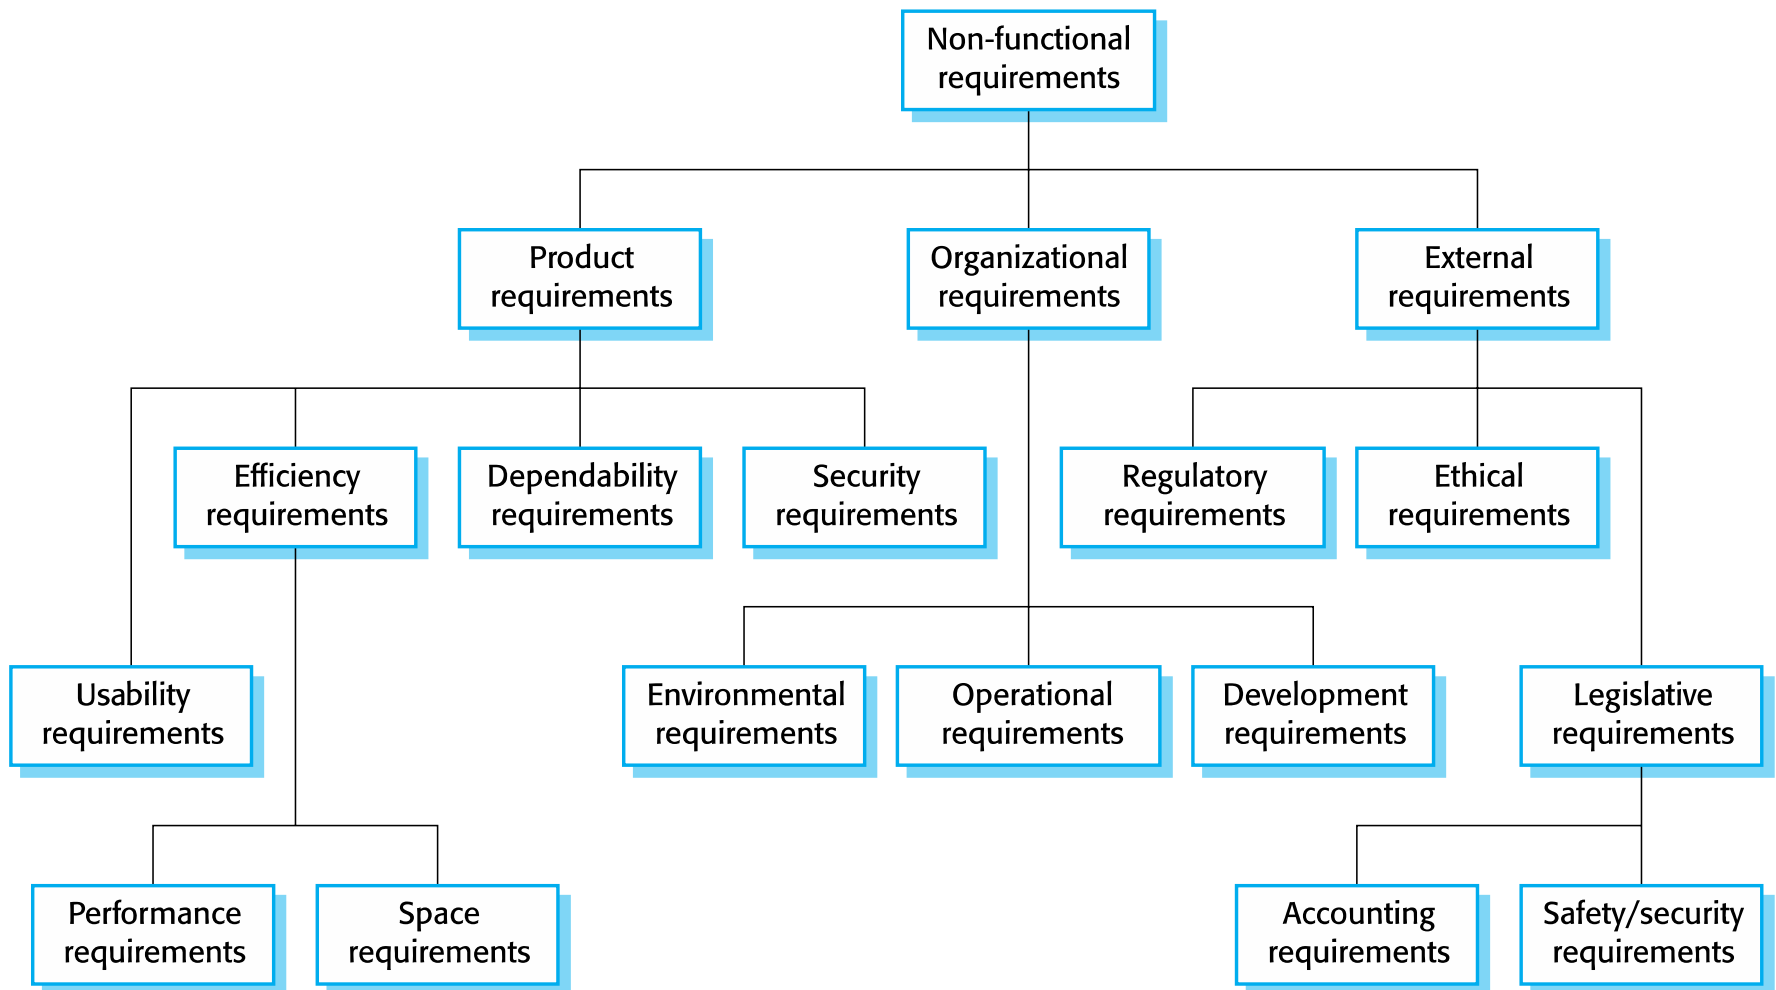 Non-functional
requirements
Product
requirements
Organizational
requirements
External
requirements
Efficiency
requirements
Dependability
requirements
Security
requirements
Regulatory
requirements
Ethical
requirements
Usability
requirements
Environmental
requirements
Operational
requirements
Development
requirements
Legislative
requirements
Performance
requirements
Space
requirements
Accounting
requirements
Safety/security
requirements